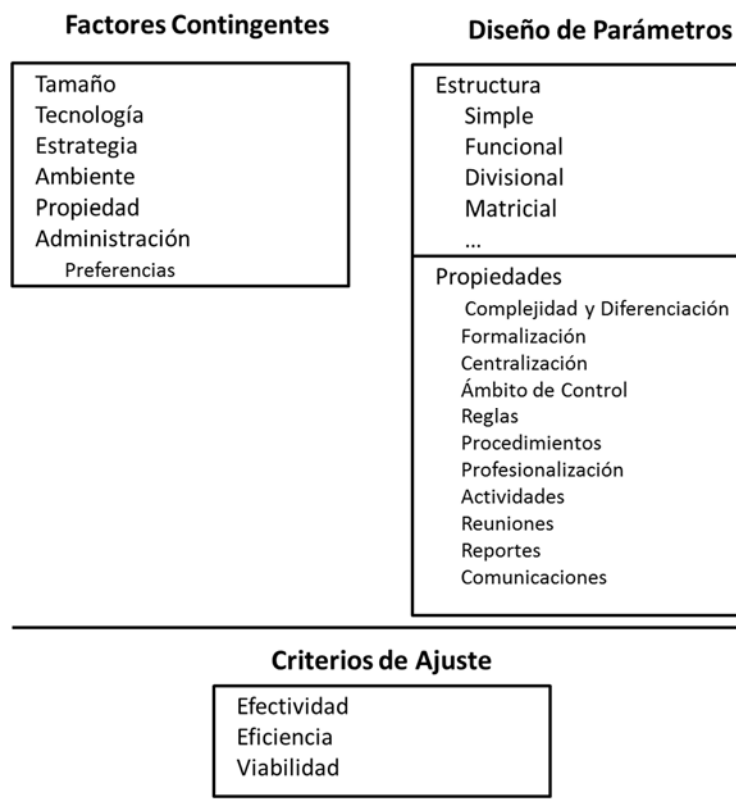 Factores Contingentes
Tamaño
Tecnología
Estrategia
Ambiente
Propiedad
Administración
Preferencias
Diseño de Parámetros
Estructura
Simple
Funcional
Divisional
Matricial
...
Propiedades
Complejidad y Diferenciación
Formalización
Centralización
Ámbito de Control
Reglas
Procedimientos
Profesionalización
Actividades
Reuniones
Reportes
Comunicaciones
Criterios de Ajuste
Efectividad
Eficiencia
Viabilidad